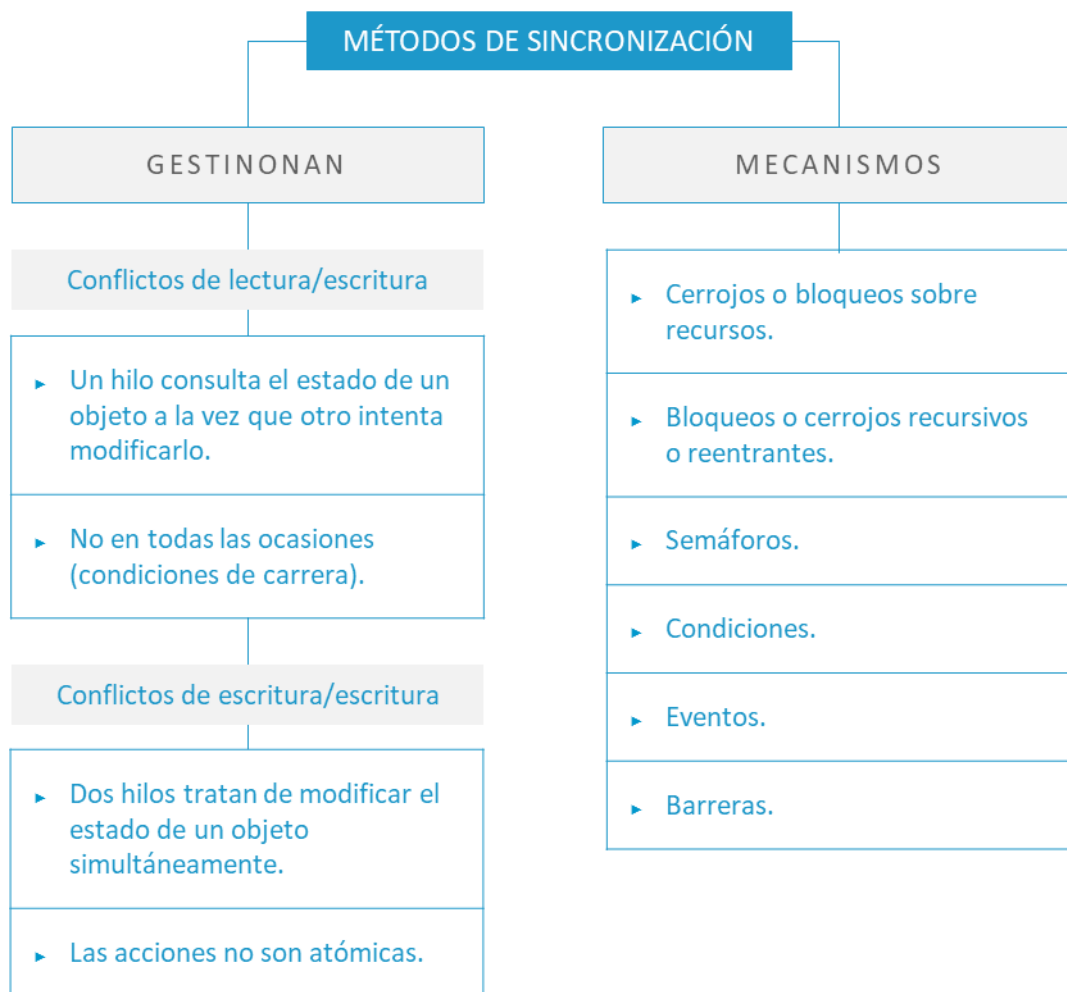 MÉTODOS DE SINCRONIZACIÓN
GESTINONAN
Conflictos de lectura/escritura
▸ Un hilo consulta el estado de un
objeto a la vez que otro intenta
modificarlo.
▸ No en todas las ocasiones
(condiciones de carrera).
Conflictos de escritura/escritura
▸ Dos hilos tratan de modificar el
estado de un objeto
simultáneamente.
▸ Las acciones no son atómicas.
MECANISMOS
▸ Cerrojos o bloqueos sobre
recursos.
▸ Bloqueos o cerrojos recursivos
o reentrantes.
▸ Semáforos.
▸ Condiciones.
▸ Eventos.
▸ Barreras.